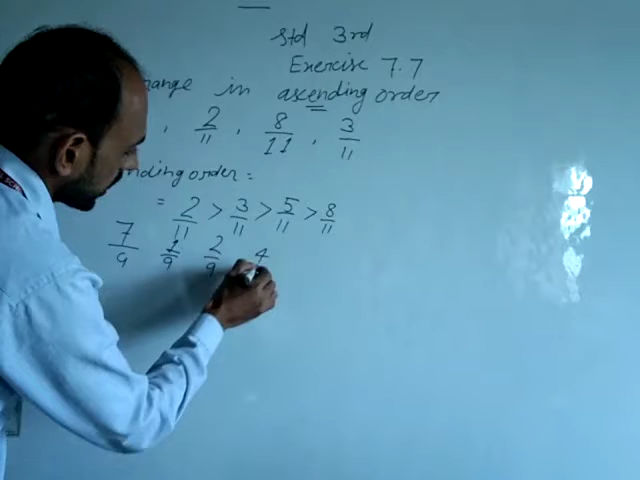 Std 3rd
Exercise 7.7
range in ascending order
, 2/11 , 8/11 , 3/11
nding order =
= 2/11 > 3/11 > 5/11 > 8/11
7/9 1/9 2/9 4